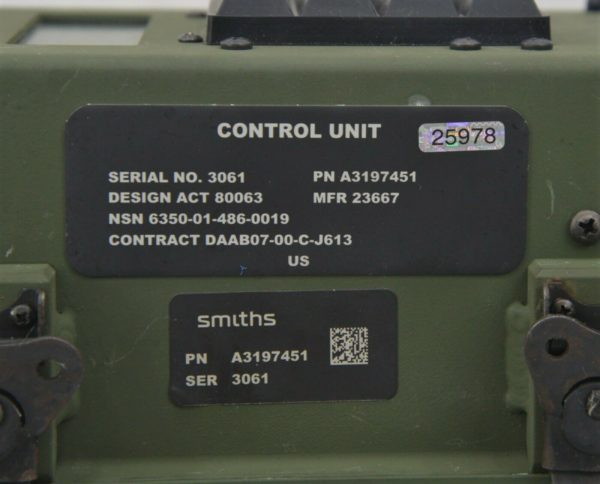 CONTROL UNIT
25978
SERIAL NO. 3061 PN A3197451
DESIGN ACT 80063 MFR 23667
NSN 6350-01-486-0019
CONTRACT DAAB07-00-C-J613
US
smiths
PN A3197451
SER 3061